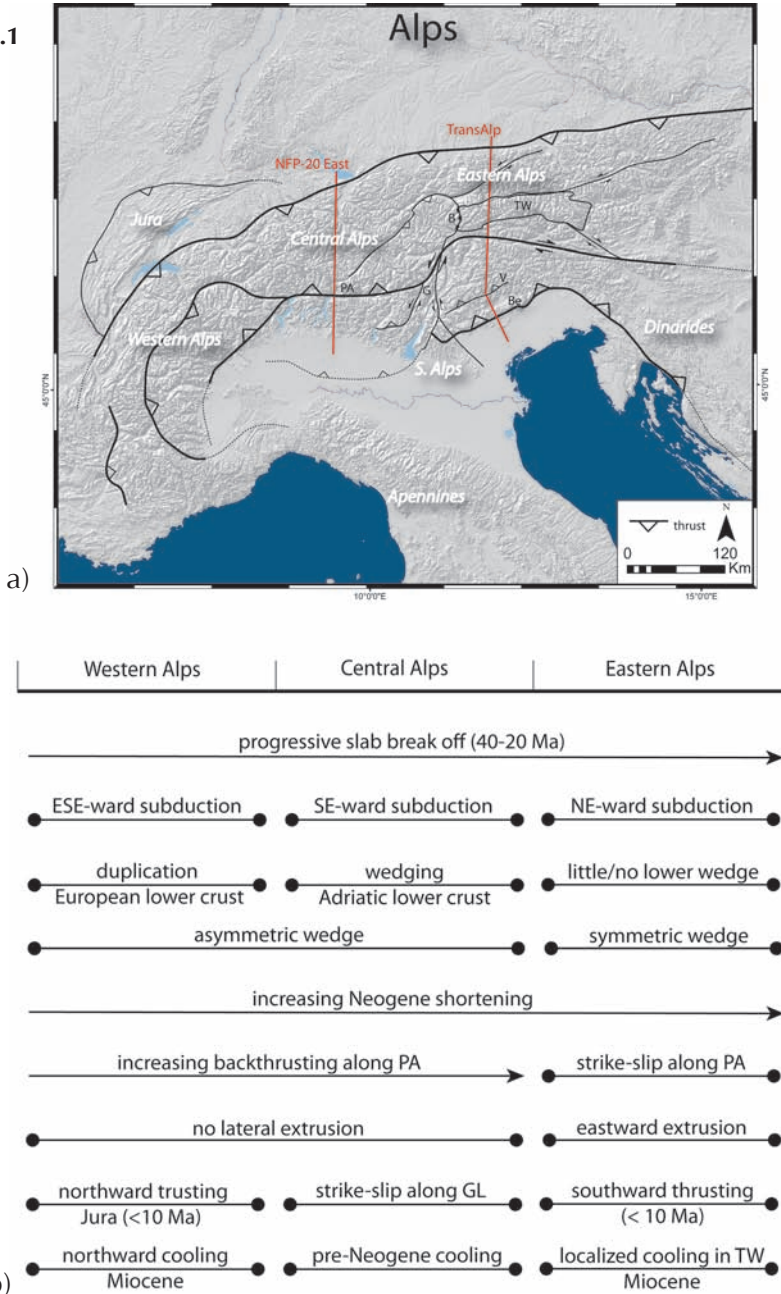 .1
Alps
TransAlp
NFP-20 East
Eastern Alps
TW
Jura
B
Central Alps
PA
G
V
Be
Western Alps
Dinarides
S. Alps
45°0'0"N
45°0'0"N
Apennines
N
thrust
0 120
Km
a)
10°0'0"E 15°0'0"E
Western Alps Central Alps Eastern Alps
progressive slab break off (40-20 Ma)
ESE-ward subduction SE-ward subduction NE-ward subduction
duplication wedging little/no lower wedge
European lower crust Adriatic lower crust
asymmetric wedge symmetric wedge
increasing Neogene shortening
increasing backthrusting along PA strike-slip along PA
no lateral extrusion eastward extrusion
northward trusting strike-slip along GL southward thrusting
Jura (<10 Ma) (< 10 Ma)
northward cooling pre-Neogene cooling localized cooling in TW
Miocene Miocene
)